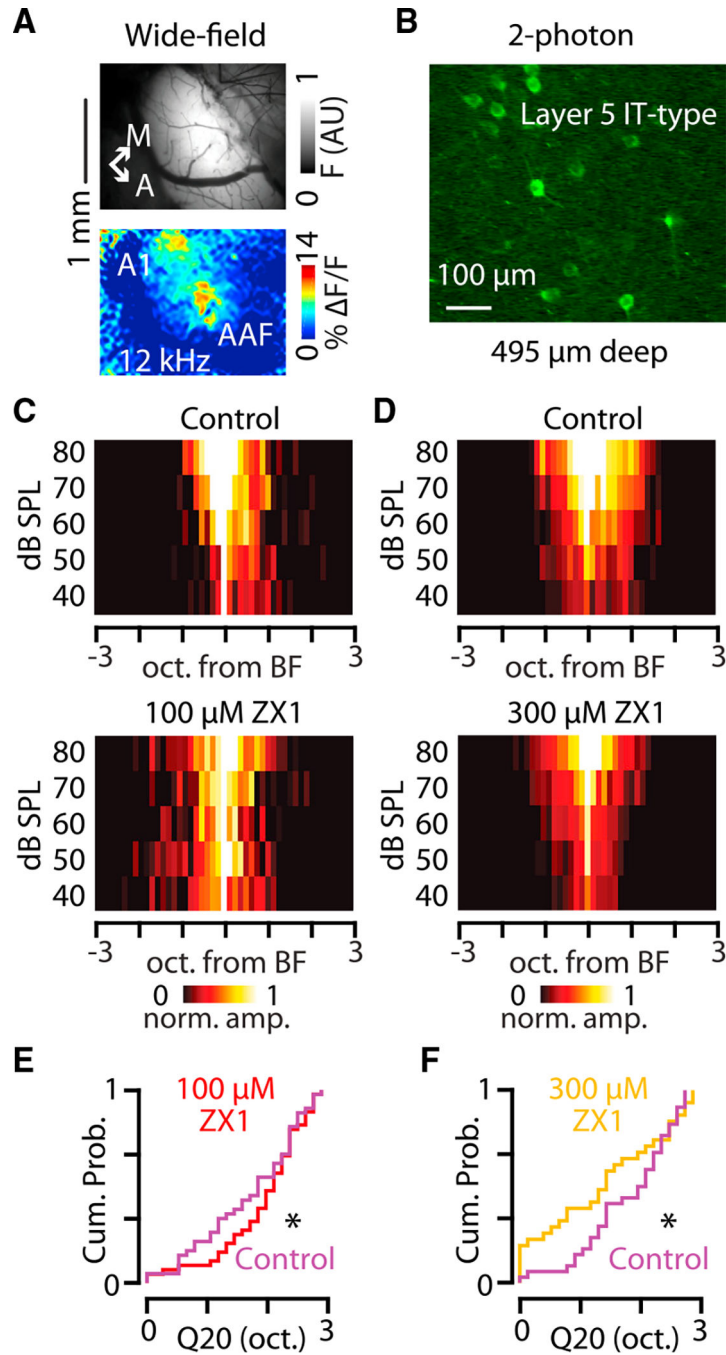 A
Wide-field
M
A
1 mm
F (AU)
0 1
A1
AAF
12 kHz
% ΔF/F
0 14
B
2-photon
Layer 5 IT-type
100 µm
495 µm deep
C
Control
dB SPL
80
70
60
50
40
-3 3
oct. from BF
100 µM ZX1
dB SPL
80
70
60
50
40
-3 3
oct. from BF
0 1
norm. amp.
D
Control
dB SPL
80
70
60
50
40
-3 3
oct. from BF
300 µM ZX1
dB SPL
80
70
60
50
40
-3 3
oct. from BF
0 1
norm. amp.
E
1
100 µM
ZX1
Cum. Prob.
*
Control
0
0 3
Q20 (oct.)
F
1
300 µM
ZX1
Cum. Prob.
*
Control
0
0 3
Q20 (oct.)